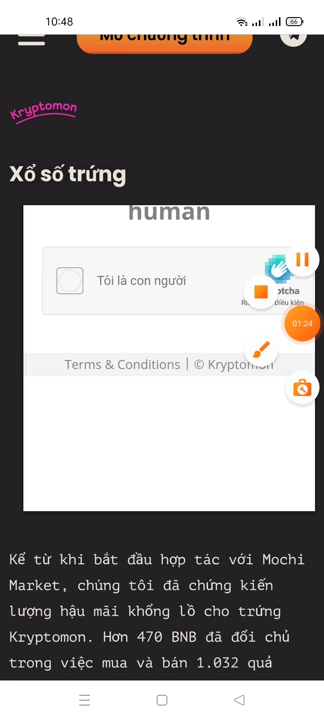 10:48
66
Mở chương trình
Kryptomon
Xổ số trứng
human
Tôi là con người
01:24
Terms & Conditions | © Kryptomon
Kể từ khi bắt đầu hợp tác với Mochi
Market, chúng tôi đã chứng kiến
lượng hậu mãi khổng lồ cho trứng
Kryptomon. Hơn 470 BNB đã đổi chủ
trong việc mua và bán 1.032 quả